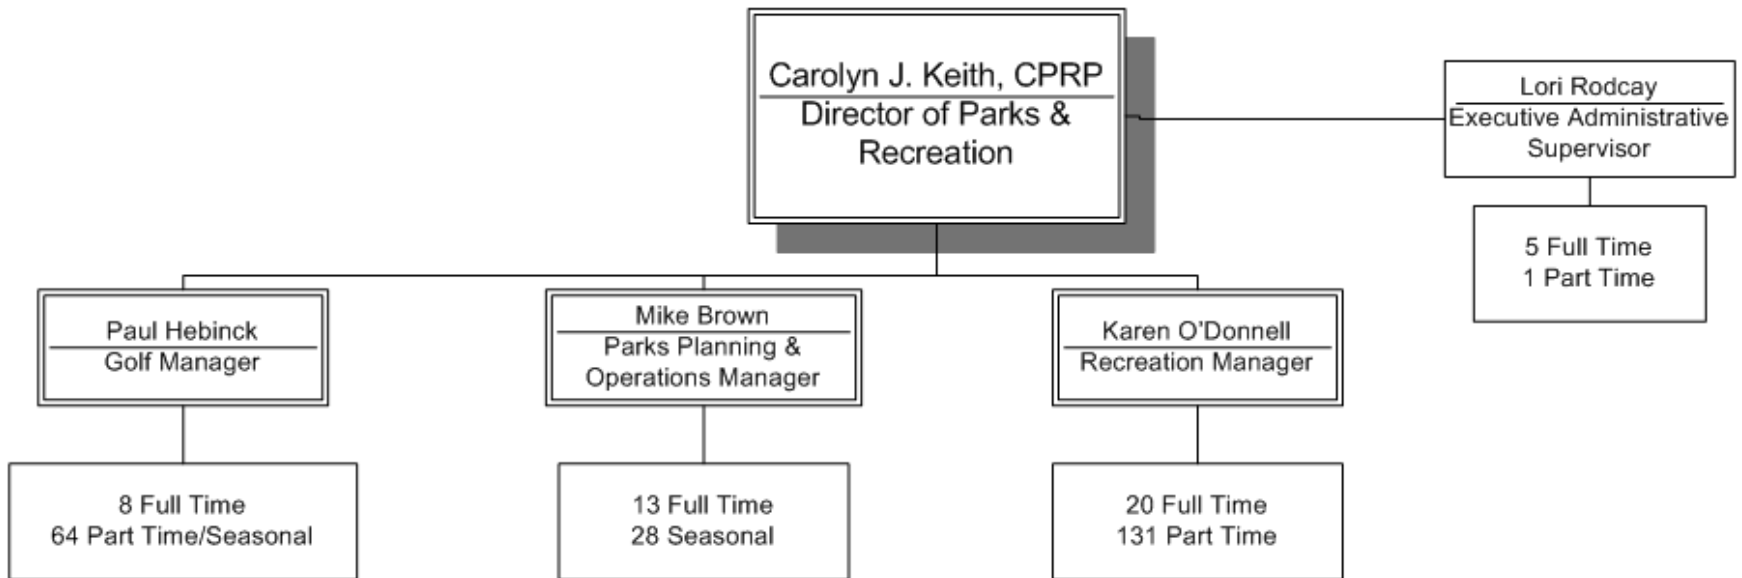 Carolyn J. Keith, CPRP
Director of Parks &
Recreation
Lori Rodcay
Executive Administrative
Supervisor
5 Full Time
1 Part Time
Paul Hebinck
Golf Manager
Mike Brown
Parks Planning &
Operations Manager
Karen O'Donnell
Recreation Manager
8 Full Time
64 Part Time/Seasonal
13 Full Time
28 Seasonal
20 Full Time
131 Part Time